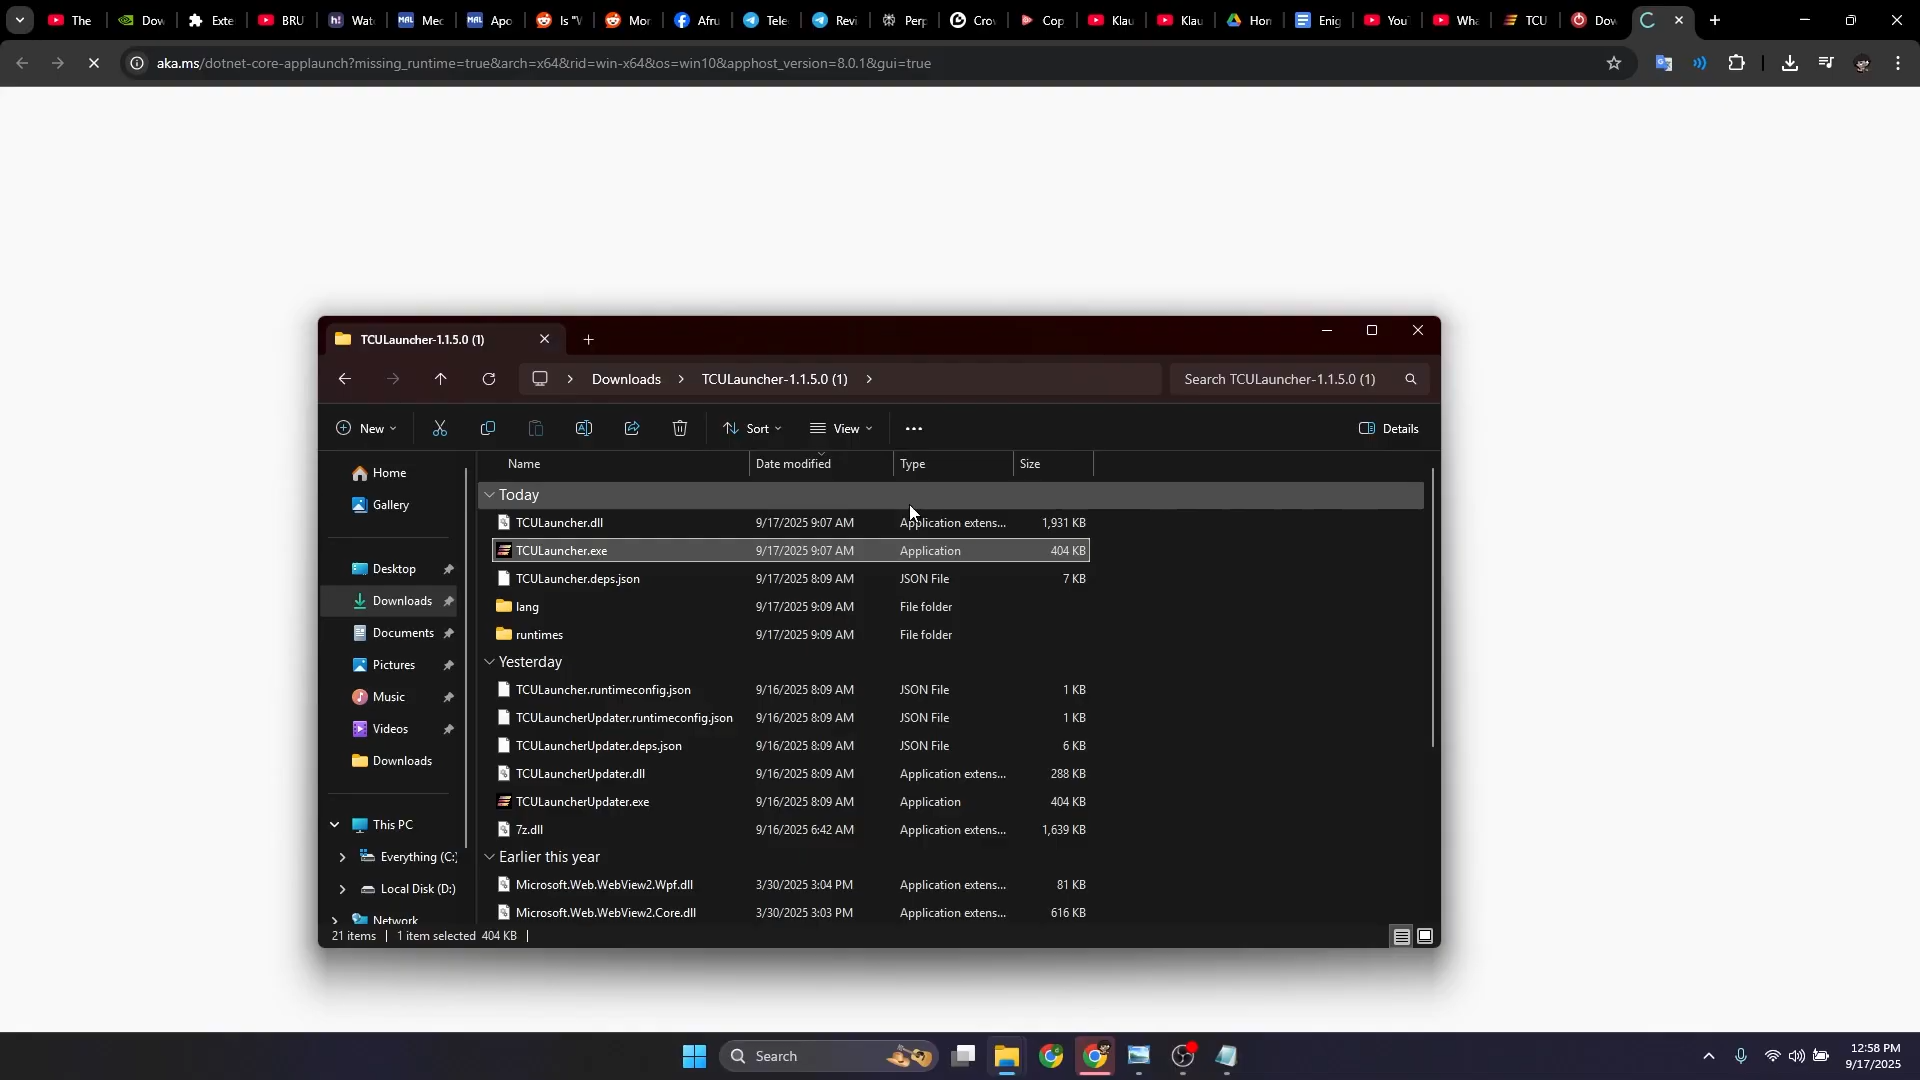 The
Dow
Exte
BRU
Wat
MAL Mec
MAL Apo
Is "V
Mor
Afru
Tele
Revi
Perp
Cro
Cop
Klau
Klau
Hon
Enig
You
Wha
TCU
Dow
aka.ms/dotnet-core-applaunch?missing_runtime=true&arch=x64&rid=win-x64&os=win10&apphost_version=8.0.1&gui=true
TCULauncher-1.1.5.0 (1)
Downloads > TCULauncher-1.1.5.0 (1) >
Search TCULauncher-1.1.5.0 (1)
New
Sort
View
Details
Home
Gallery
Desktop
Downloads
Documents
Pictures
Music
Videos
Downloads
This PC
Everything (C:)
Local Disk (D:)
Network
Name Date modified Type Size
Today
TCULauncher.dll 9/17/2025 9:07 AM Application extens... 1,931 KB
TCULauncher.exe 9/17/2025 9:07 AM Application 404 KB
TCULauncher.deps.json 9/17/2025 8:09 AM JSON File 7 KB
lang 9/17/2025 9:09 AM File folder
runtimes 9/17/2025 9:09 AM File folder
Yesterday
TCULauncher.runtimeconfig.json 9/16/2025 8:09 AM JSON File 1 KB
TCULauncherUpdater.runtimeconfig.json 9/16/2025 8:09 AM JSON File 1 KB
TCULauncherUpdater.deps.json 9/16/2025 8:09 AM JSON File 6 KB
TCULauncherUpdater.dll 9/16/2025 8:09 AM Application extens... 288 KB
TCULauncherUpdater.exe 9/16/2025 8:09 AM Application 404 KB
7z.dll 9/16/2025 6:42 AM Application extens... 1,639 KB
Earlier this year
Microsoft.Web.WebView2.Wpf.dll 3/30/2025 3:04 PM Application extens... 81 KB
Microsoft.Web.WebView2.Core.dll 3/30/2025 3:03 PM Application extens... 616 KB
21 items | 1 item selected 404 KB |
Search
12:58 PM
9/17/2025